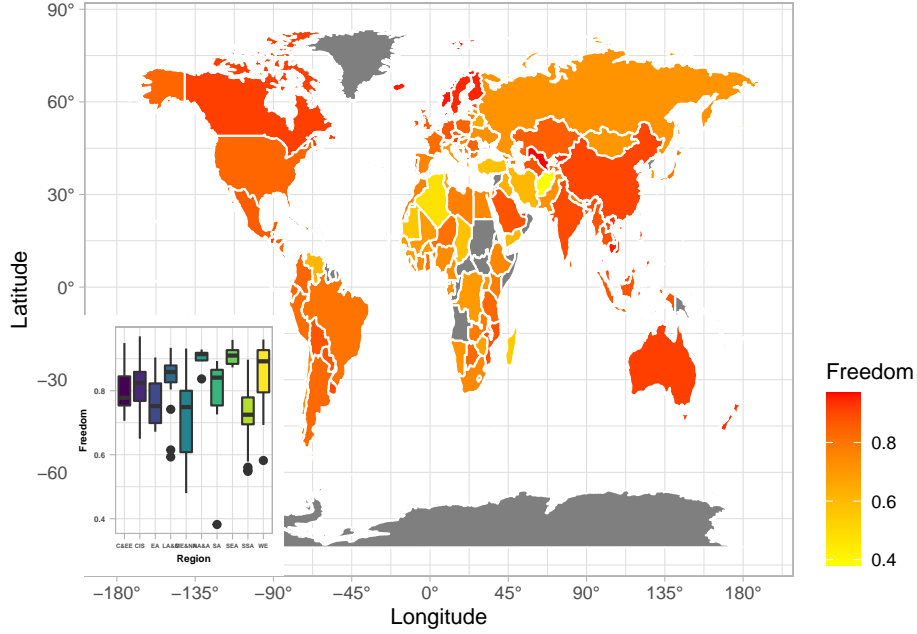 90°
60°
30°
0°
−30
−60
Latitude
−180°
−135°
−90°
−45°
0°
45°
90°
135°
180°
Longitude
Freedom
0.8
0.6
0.4
0.8
0.6
0.4
Freedom
C&EE
CIS
EA
SA
SEA
SSA
WE
Region